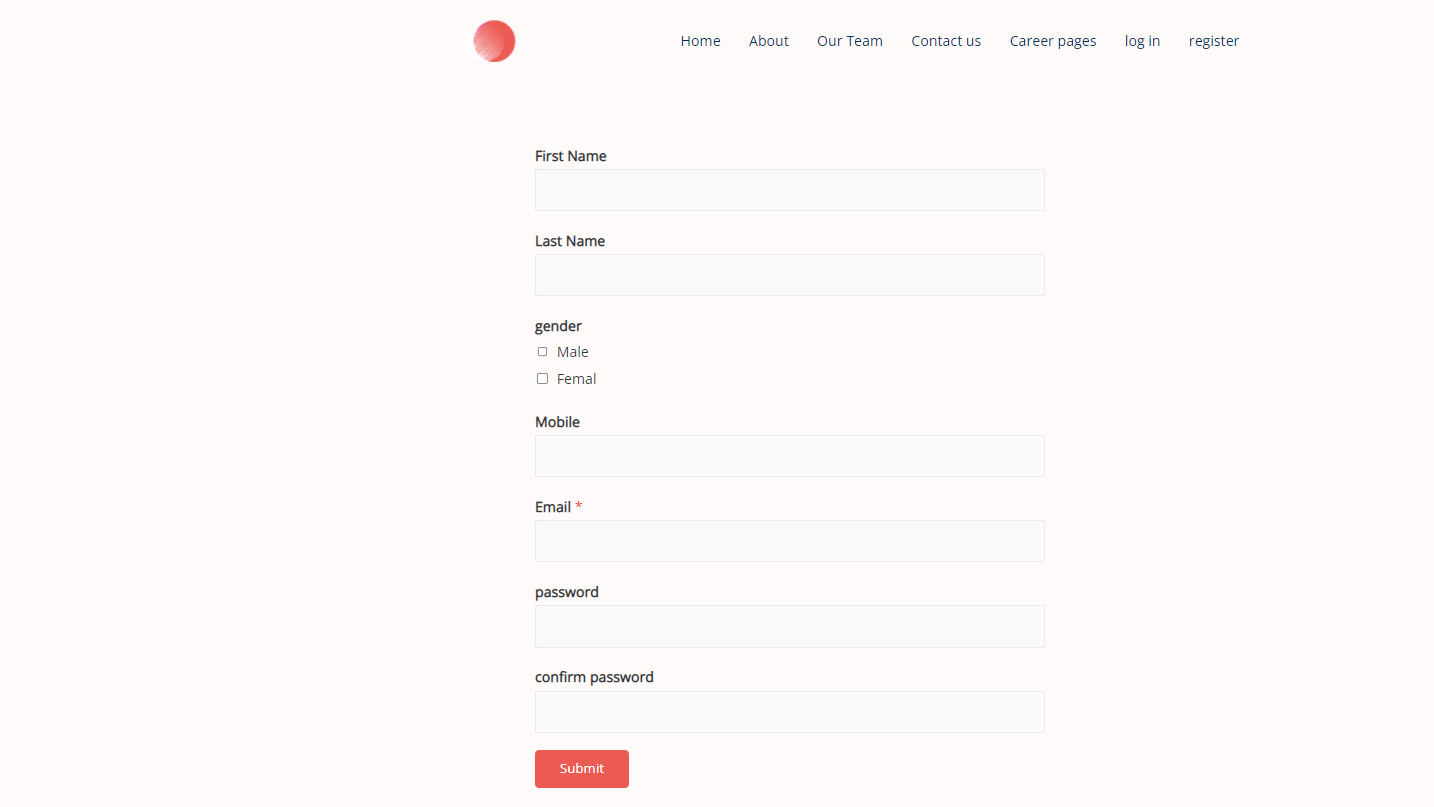 Home About Our Team Contact us Career pages log in register
First Name
Last Name
gender
Male
Femal
Mobile
Email *
password
confirm password
Submit